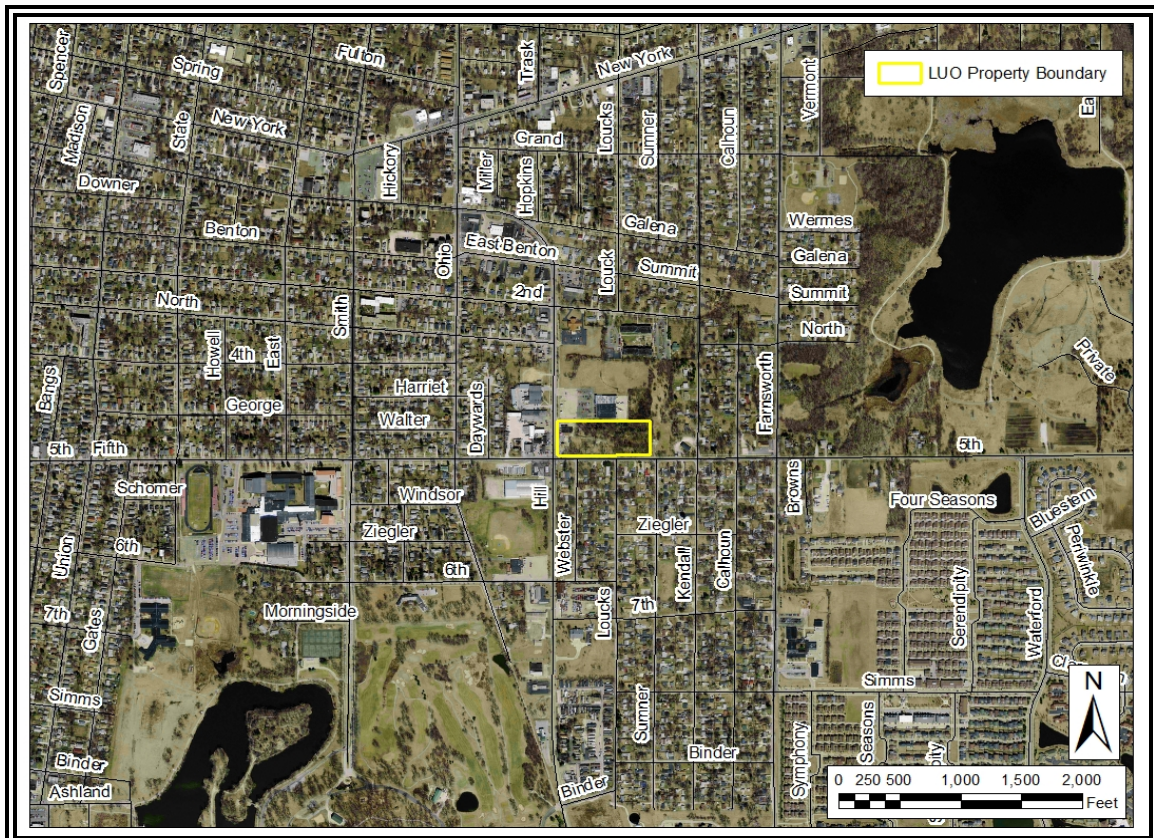 Spencer
Fulton
Trask
New York
Vermont
LUO Property Boundary
Spring
Madison
State
New York
Hickory
Grand
Loucks
Sumner
Calhoun
Miller
Hopkins
Downer
Benton
Ohio
East Benton
Galena
Wermes
Galena
Louck
Summit
Summit
2nd
North
Smith
North
Howell
4th
East
Private
Bangs
Harriet
Daywards
Farnsworth
George
Walter
5th
Fifth
5th
Schomer
Windsor
Hill
Webster
Browns
Four Seasons
Bluestern
Union
6th
Ziegler
Ziegler
Kendall
Calhoun
Periwinkle
6th
7th
Gates
Morningside
Loucks
7th
Serendipity
Waterford
Simms
Simms
Sumner
N
Binder
Ashland
Binder
Binder
Symphony
Seasons
0 250 500 1,000 1,500 2,000
Feet